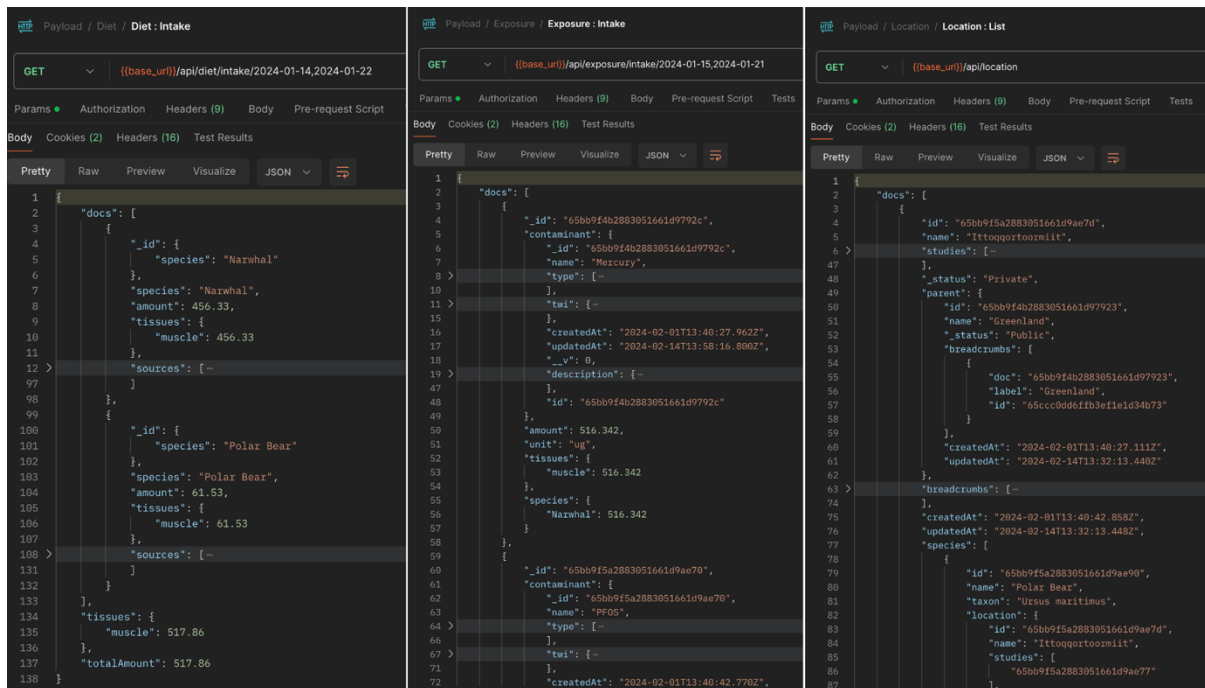 HTTP Payload / Diet / Diet : Intake
GET {{base_url}}/api/diet/intake/2024-01-14,2024-01-22
Params Authorization Headers (9) Body Pre-request Script
Body Cookies (2) Headers (16) Test Results
Pretty Raw Preview Visualize JSON
1 {
2 "docs": [
3 {
4 "_id": {
5 "species": "Narwhal"
6 },
7 "species": "Narwhal",
8 "amount": 456.33,
9 "tissues": {
10 "muscle": 456.33
11 },
12 "sources": [
97 ]
98 },
99 {
100 "_id": {
101 "species": "Polar Bear"
102 },
103 "species": "Polar Bear",
104 "amount": 61.53,
105 "tissues": {
106 "muscle": 61.53
107 },
108 "sources": [
131 ]
132 }
133 ],
134 "tissues": {
135 "muscle": 517.86
136 },
137 "totalAmount": 517.86
138 }
HTTP Payload / Exposure / Exposure : Intake
GET {{base_url}}/api/exposure/intake/2024-01-15,2024-01-21
Params Authorization Headers (9) Body Pre-request Script Tests
Body Cookies (2) Headers (16) Test Results
Pretty Raw Preview Visualize JSON
1 {
2 "docs": [
3 {
4 "_id": "65bb9f4b2883051661d9792c",
5 "contaminant": {
6 "_id": "65bb9f4b2883051661d9792c",
7 "name": "Mercury",
8 "type": [
10 ],
11 "twi": {
15 },
16 "createdAt": "2024-02-01T13:40:27.962Z",
17 "updatedAt": "2024-02-14T13:58:16.800Z",
18 "__v": 0,
19 "description": {
47 },
48 "id": "65bb9f4b2883051661d9792c"
49 },
50 "amount": 516.342,
51 "unit": "ug",
52 "tissues": {
53 "muscle": 516.342
54 },
55 "species": {
56 "Narwhal": 516.342
57 }
58 },
59 {
60 "_id": "65bb9f5a2883051661d9ae70",
61 "contaminant": {
62 "_id": "65bb9f5a2883051661d9ae70",
63 "name": "PFOS",
64 "type": [
66 ],
67 "twi": {
71 },
72 "createdAt": "2024-02-01T13:40:42.770Z",
HTTP Payload / Location / Location : List
GET {{base_url}}/api/location
Params Authorization Headers (9) Body Pre-request Script Tests
Body Cookies (2) Headers (16) Test Results
Pretty Raw Preview Visualize JSON
1 {
2 "docs": [
3 {
4 "id": "65bb9f5a2883051661d9ae7d",
5 "name": "Ittoqqortoormiit",
6 "studies": [
47 ],
48 "_status": "Private",
49 "parent": {
50 "id": "65bb9f4b2883051661d97923",
51 "name": "Greenland",
52 "_status": "Public",
53 "breadcrumbs": [
54 {
55 "doc": "65bb9f4b2883051661d97923",
56 "label": "Greenland",
57 "id": "65ccc0dd6ffb3ef1e1d34b73"
58 }
59 ],
60 "createdAt": "2024-02-01T13:40:27.111Z",
61 "updatedAt": "2024-02-14T13:32:13.440Z"
62 },
63 "breadcrumbs": [
74 ],
75 "createdAt": "2024-02-01T13:40:42.858Z",
76 "updatedAt": "2024-02-14T13:32:13.448Z",
77 "species": [
78 {
79 "id": "65bb9f5a2883051661d9ae90",
80 "name": "Polar Bear",
81 "taxon": "Ursus maritimus",
82 "location": {
83 "id": "65bb9f5a2883051661d9ae7d",
84 "name": "Ittoqqortoormiit",
85 "studies": [
86 "65bb9f5a2883051661d9ae77"
87 ],